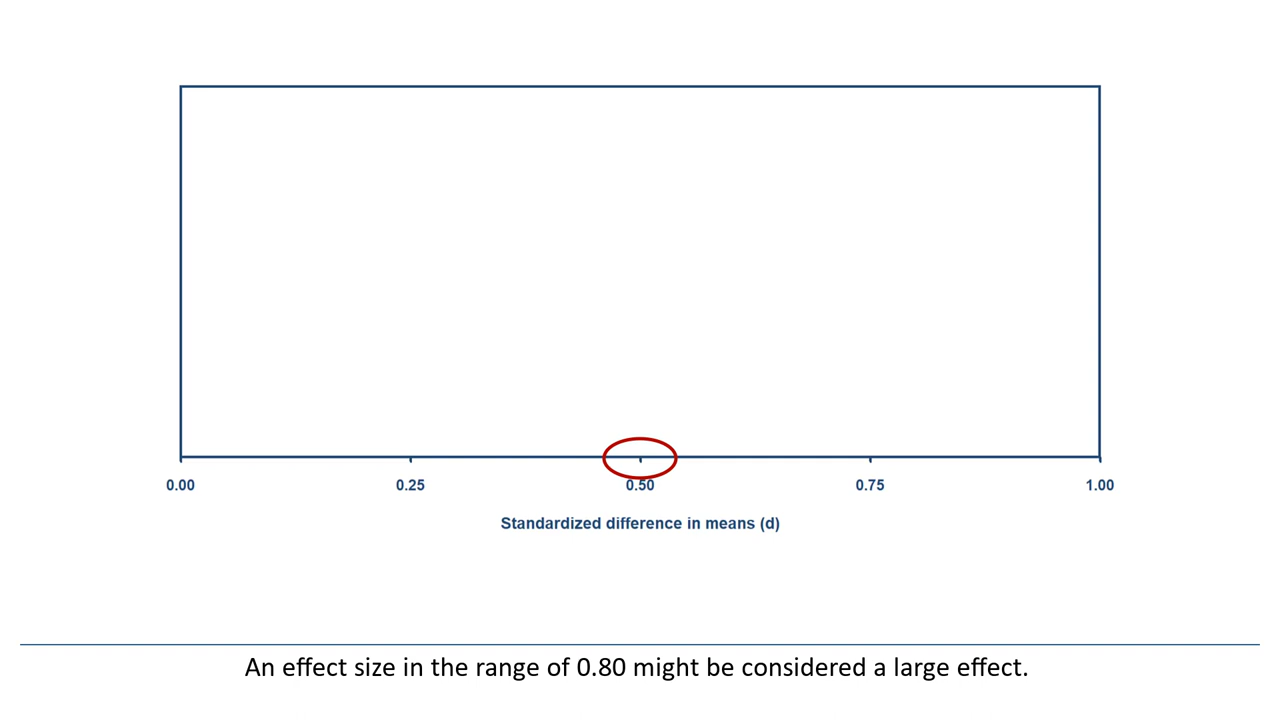 0.00 0.25 0.50 0.75 1.00
Standardized difference in means (d)
An effect size in the range of 0.80 might be considered a large effect.